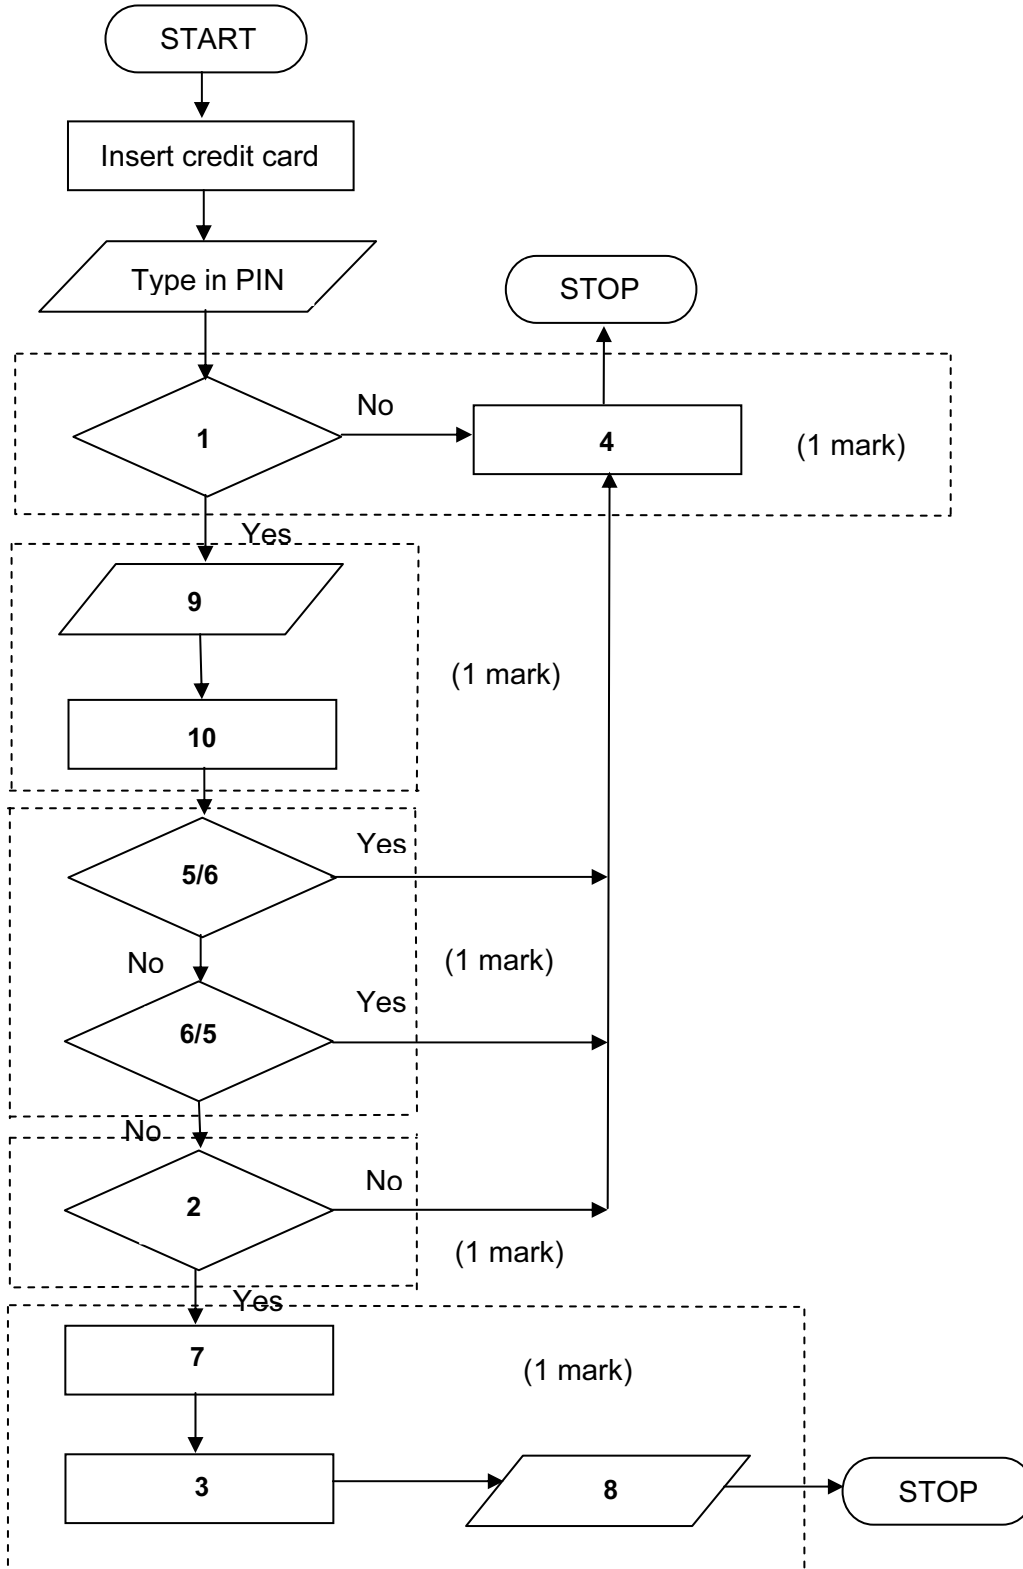 START
Insert credit card
Type in PIN
STOP
No
1
4
(1 mark)
Yes
9
(1 mark)
10
Yes
5/6
No
(1 mark)
Yes
6/5
No
No
2
(1 mark)
Yes
7
(1 mark)
3
8
STOP